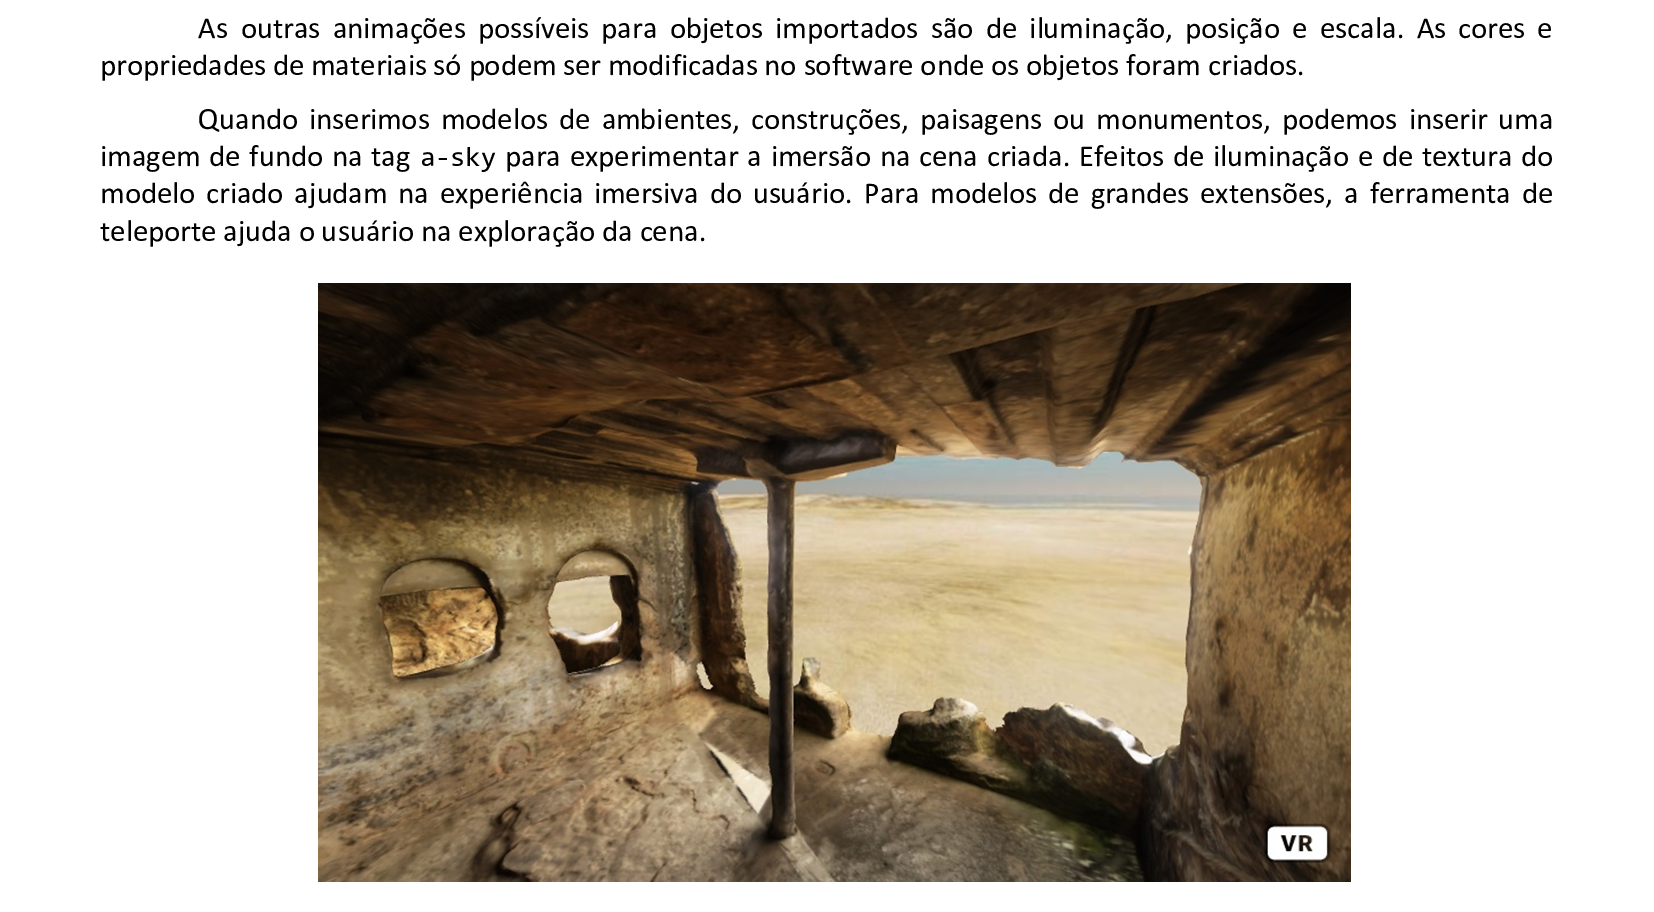 As outras animações possíveis para objetos importados são de iluminação, posição e escala. As cores e
propriedades de materiais só podem ser modificadas no software onde os objetos foram criados.
Quando inserimos modelos de ambientes, construções, paisagens ou monumentos, podemos inserir uma
imagem de fundo na tag a-sky para experimentar a imersão na cena criada. Efeitos de iluminação e de textura do
modelo criado ajudam na experiência imersiva do usuário. Para modelos de grandes extensões, a ferramenta de
teleporte ajuda o usuário na exploração da cena.
VR